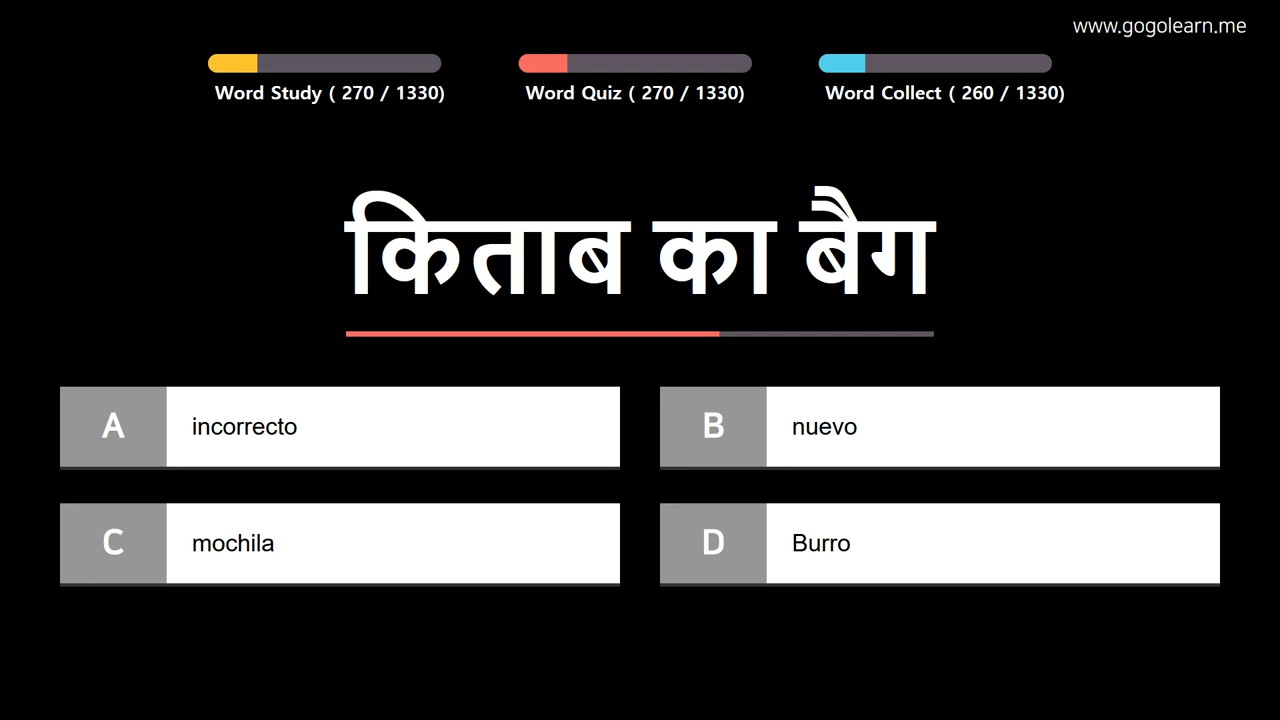 www.gogolearn.me
Word Study ( 270 / 1330)
Word Quiz ( 270 / 1330)
Word Collect ( 260 / 1330)
किताब का बैग
A
incorrecto
B
nuevo
C
mochila
D
Burro